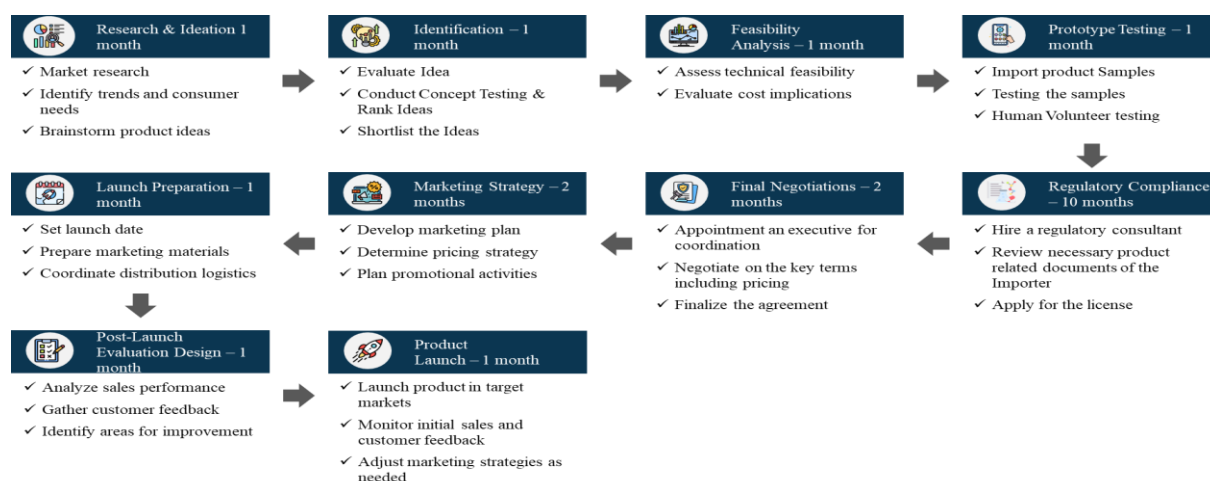 Research & Ideation 1
month
✓ Market research
✓ Identify trends and consumer
needs
✓ Brainstorm product ideas
Identification – 1
month
✓ Evaluate Idea
✓ Conduct Concept Testing &
Rank Ideas
✓ Shortlist the Ideas
Feasibility
Analysis – 1 month
✓ Assess technical feasibility
✓ Evaluate cost implications
Prototype Testing – 1
month
✓ Import product Samples
✓ Testing the samples
✓ Human Volunteer testing
Regulatory Compliance
– 10 months
✓ Hire a regulatory consultant
✓ Review necessary product
related documents of the
Importer
✓ Apply for the license
Final Negotiations – 2
months
✓ Appointment an executive for
coordination
✓ Negotiate on the key terms
including pricing
✓ Finalize the agreement
Marketing Strategy – 2
months
✓ Develop marketing plan
✓ Determine pricing strategy
✓ Plan promotional activities
Launch Preparation – 1
month
✓ Set launch date
✓ Prepare marketing materials
✓ Coordinate distribution logistics
Post-Launch
Evaluation Design – 1
month
✓ Analyze sales performance
✓ Gather customer feedback
✓ Identify areas for improvement
Product
Launch – 1 month
✓ Launch product in target
markets
✓ Monitor initial sales and
customer feedback
✓ Adjust marketing strategies as
needed